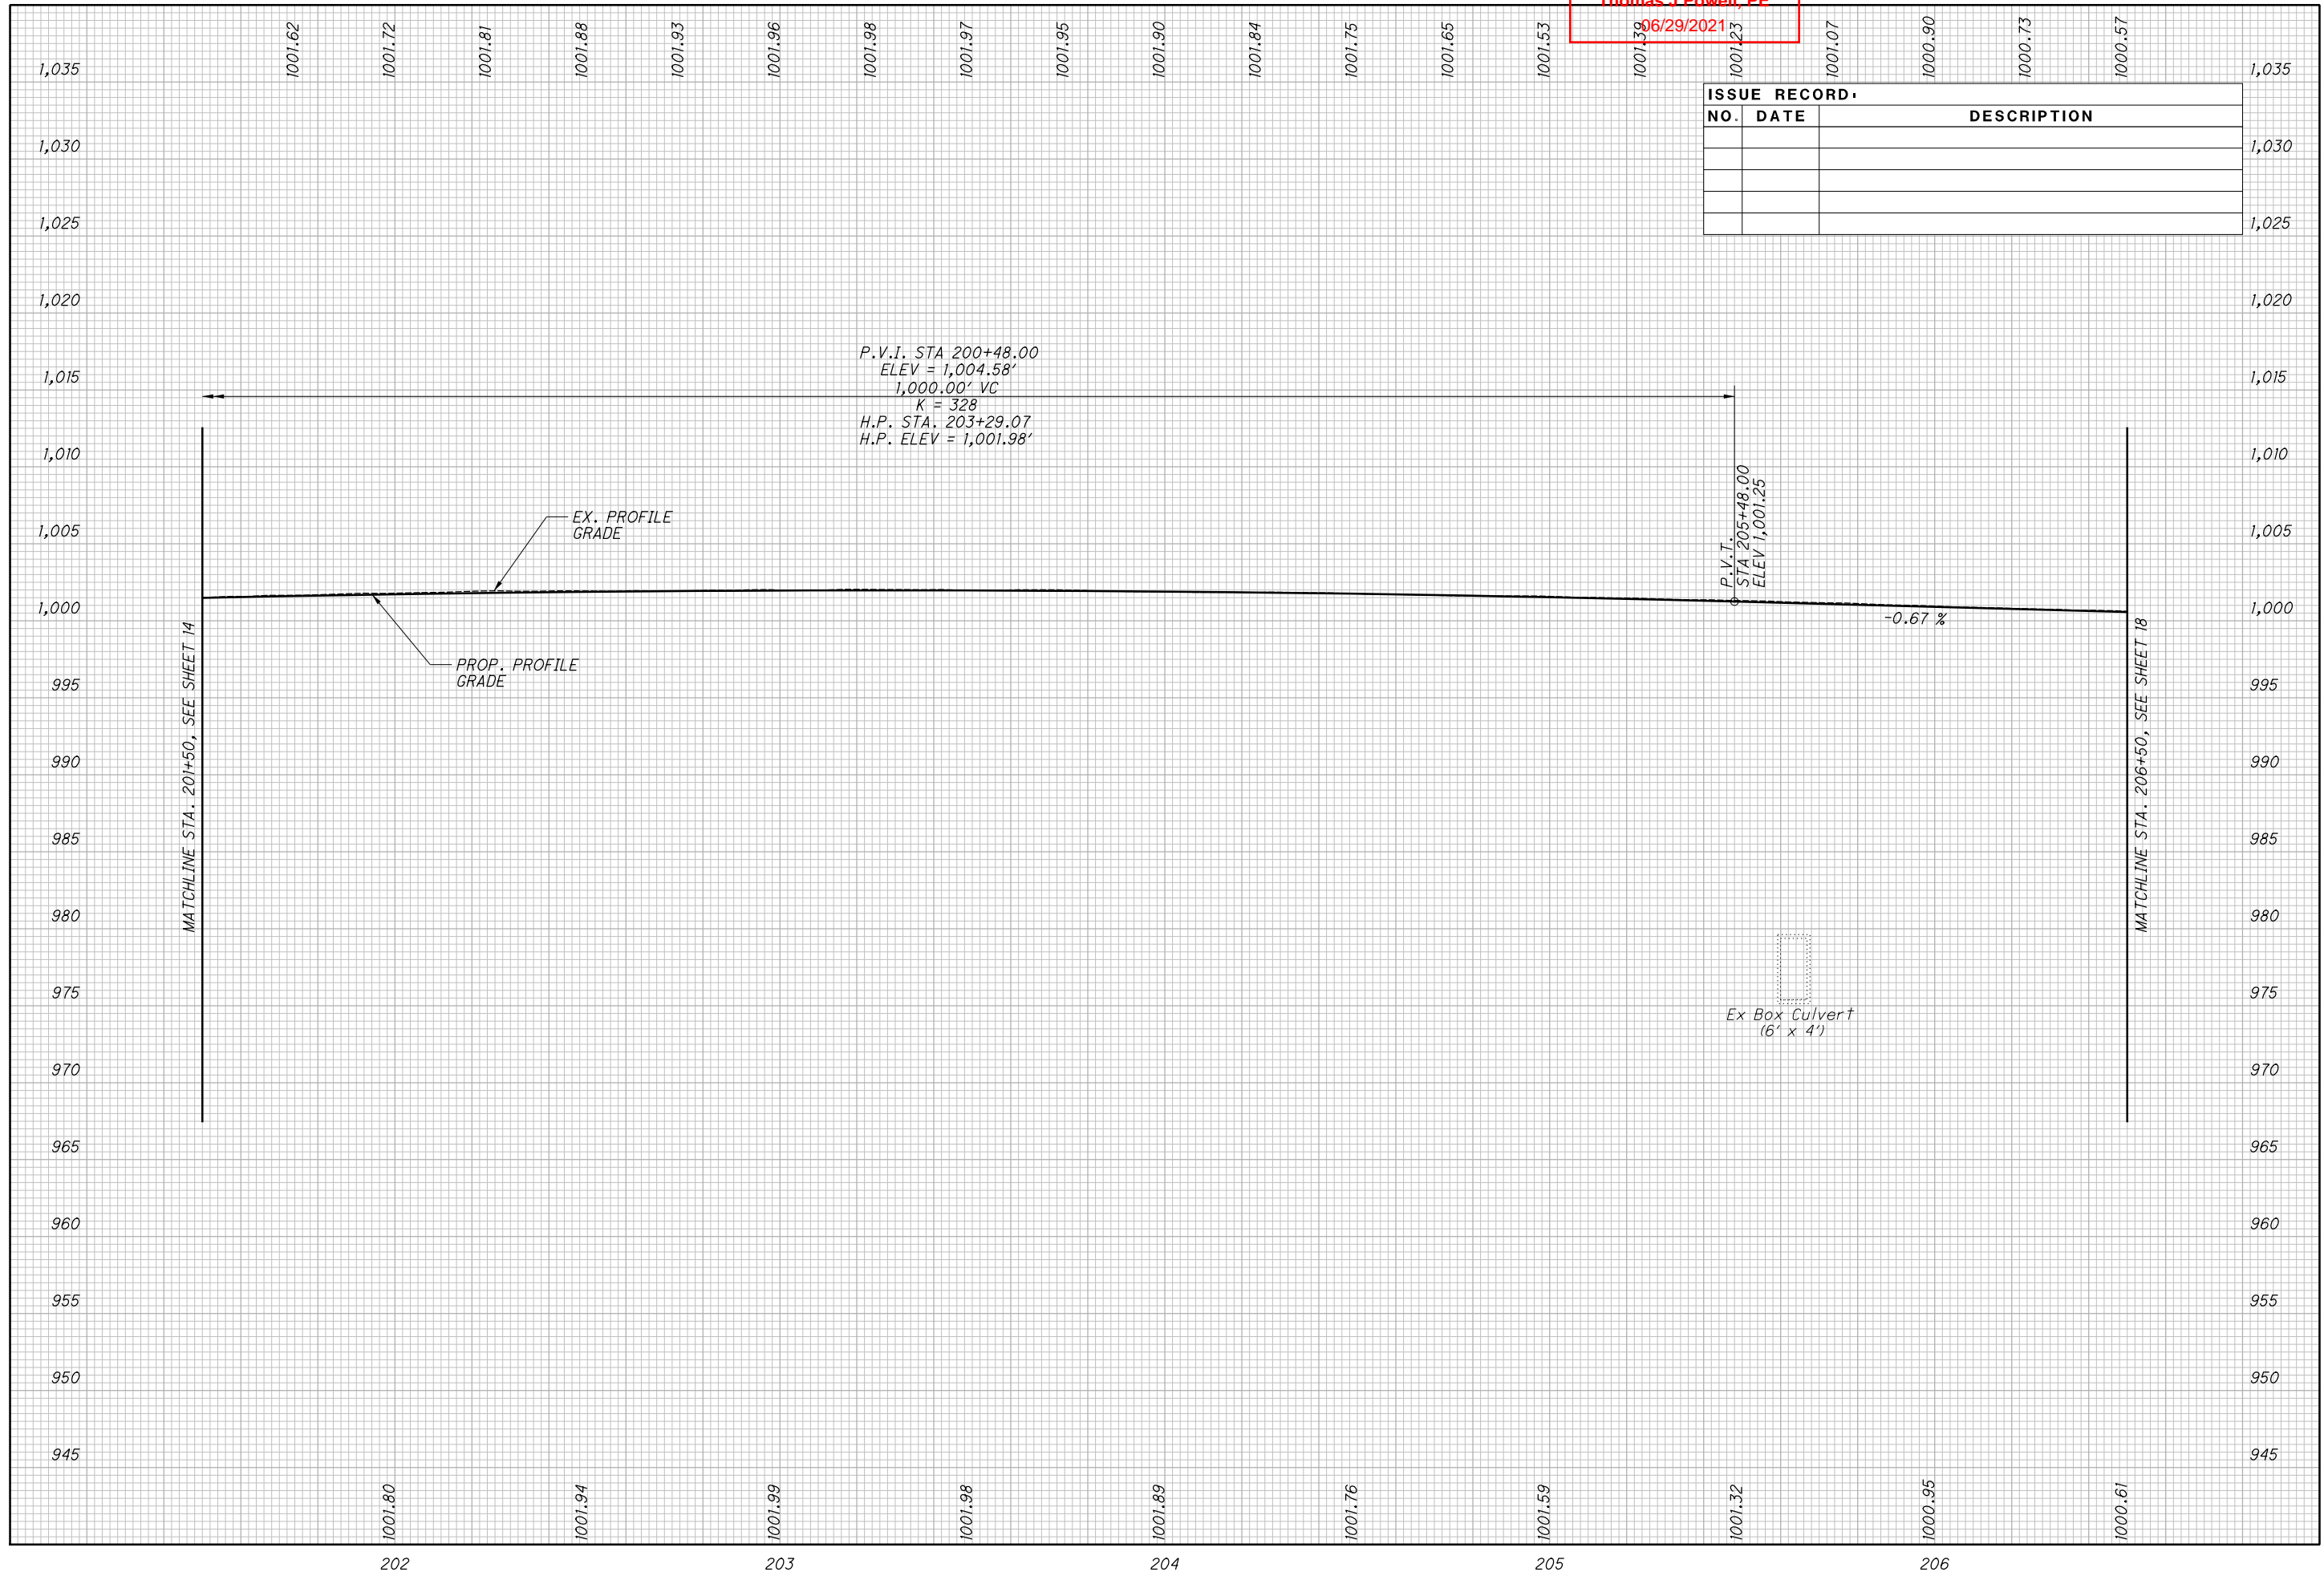 Thomas J Powell, PE
06/29/2021
1001.62 1001.72 1001.81 1001.88 1001.93 1001.96 1001.98 1001.97 1001.95 1001.90 1001.84 1001.75 1001.65 1001.53 1001.39 1001.23 1001.07 1000.90 1000.73 1000.57
ISSUE RECORD:
NO. DATE DESCRIPTION
1,035 1,035
1,030 1,030
1,025 1,025
1,020 1,020
1,015 1,015
1,010 1,010
1,005 1,005
1,000 1,000
995 995
990 990
985 985
980 980
975 975
970 970
965 965
960 960
955 955
950 950
945 945
P.V.I. STA 200+48.00
ELEV = 1,004.58'
1,000.00' VC
K = 328
H.P. STA. 203+29.07
H.P. ELEV = 1,001.98'
EX. PROFILE
GRADE
PROP. PROFILE
GRADE
P.V.T.
STA 205+48.00
ELEV 1,001.25
-0.67 %
MATCHLINE STA. 201+50, SEE SHEET 14
MATCHLINE STA. 206+50, SEE SHEET 18
Ex Box Culvert
(6' x 4')
1001.80 1001.94 1001.99 1001.98 1001.89 1001.76 1001.59 1001.32 1000.95 1000.61
202 203 204 205 206